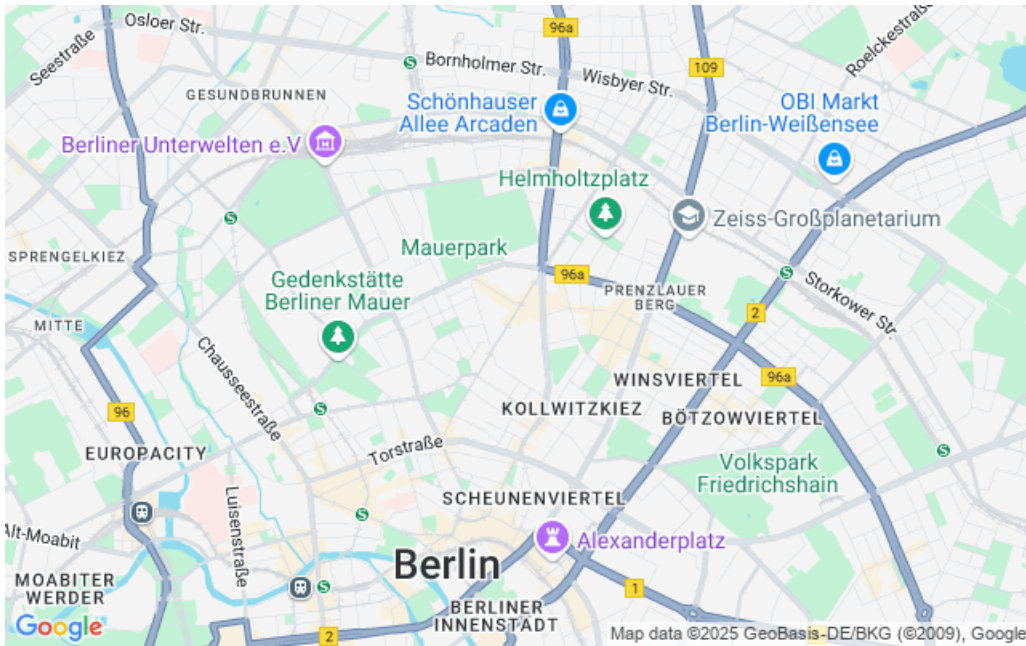 Osloer Str.
96a
Roelckestraße
Seestraße
Bornholmer Str.
Wisbyer Str.
109
GESUNDBRUNNEN
Schönhauser
Allee Arcaden
OBI Markt
Berlin-Weißensee
Berliner Unterwelten e.V
Helmholtzplatz
Zeiss-Großplanetarium
Mauerpark
SPRENGELKIEZ
Gedenkstätte
Berliner Mauer
96a
PRENZLAUER
BERG
Storkower Str.
MITTE
2
Chausseestraße
WINSVIERTEL
96a
96
KOLLWITZKIEZ
BÖTZOWVIERTEL
EUROPACITY
Torstraße
Volkspark
Friedrichshain
Luisenstraße
SCHEUNENVIERTEL
Alt-Moabit
Alexanderplatz
Berlin
MOABITER
WERDER
1
BERLINER
INNENSTADT
2
Google
Map data ©2025 GeoBasis-DE/BKG (©2009), Google
S
S
S
S
S
S
S